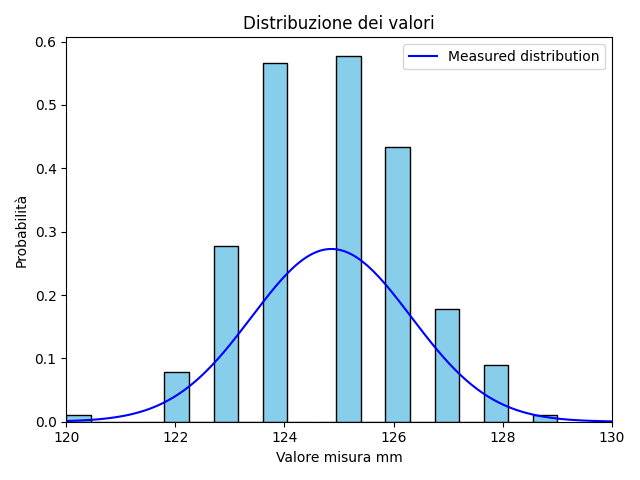 Distribuzione dei valori
Measured distribution
Probabilità
0.6
0.5
0.4
0.3
0.2
0.1
0.0
120 122 124 126 128 130
Valore misura mm